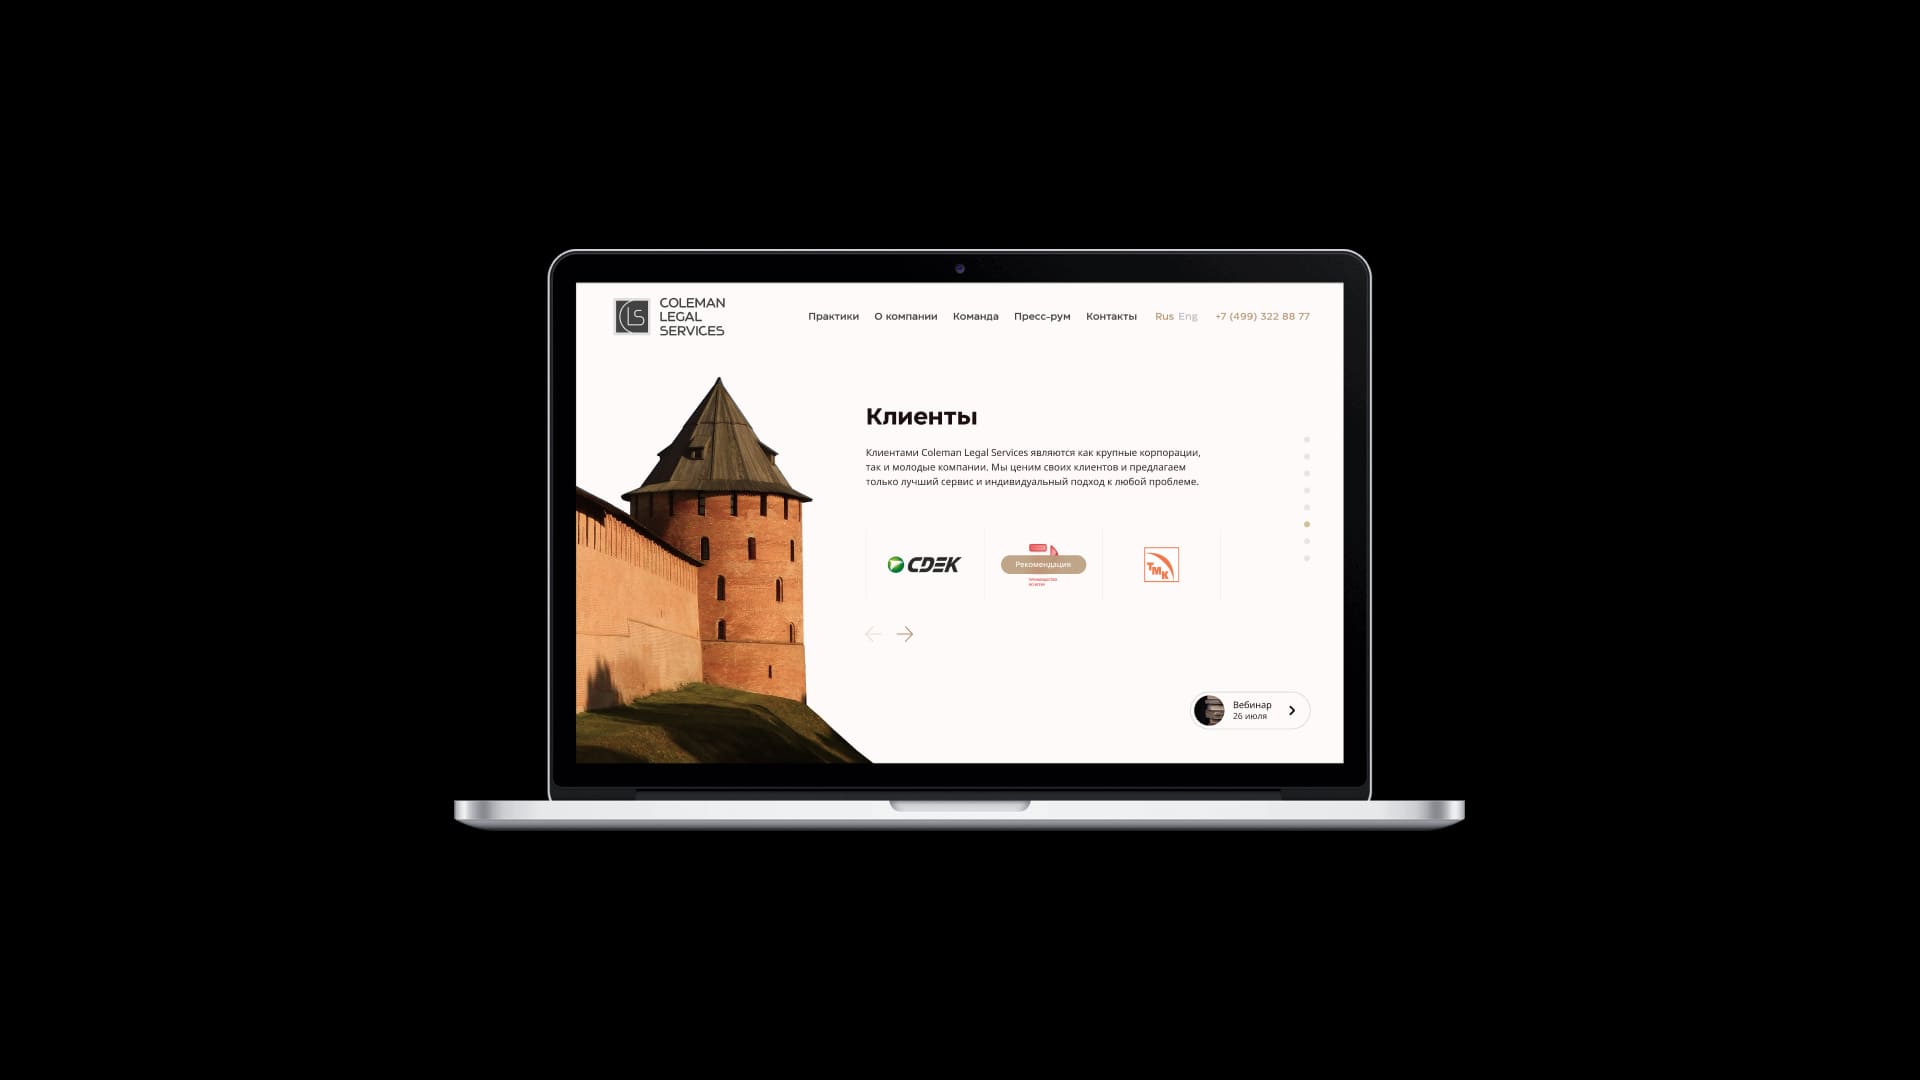 COLEMAN
LEGAL
SERVICES
Практики О компании Команда Пресс-рум Контакты Rus Eng +7 (499) 322 88 77
Клиенты
Клиентами Coleman Legal Services являются как крупные корпорации,
так и молодые компании. Мы ценим своих клиентов и предлагаем
только лучший сервис и индивидуальный подход к любой проблеме.
CDEK
Рекомендация
ТМК
Вебинар
26 июля